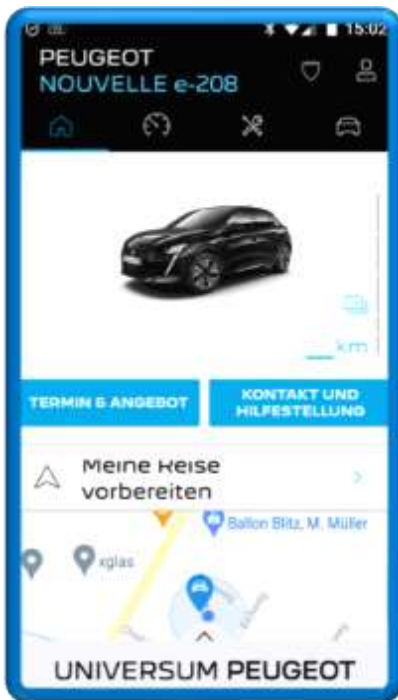 15:02
PEUGEOT
NOUVELLE e-208
km
TERMIN & ANGEBOT
KONTAKT UND
HILFESTELLUNG
Meine Reise
vorbereiten
Ballon Blitz, M. Müller
xglas
UNIVERSUM PEUGEOT